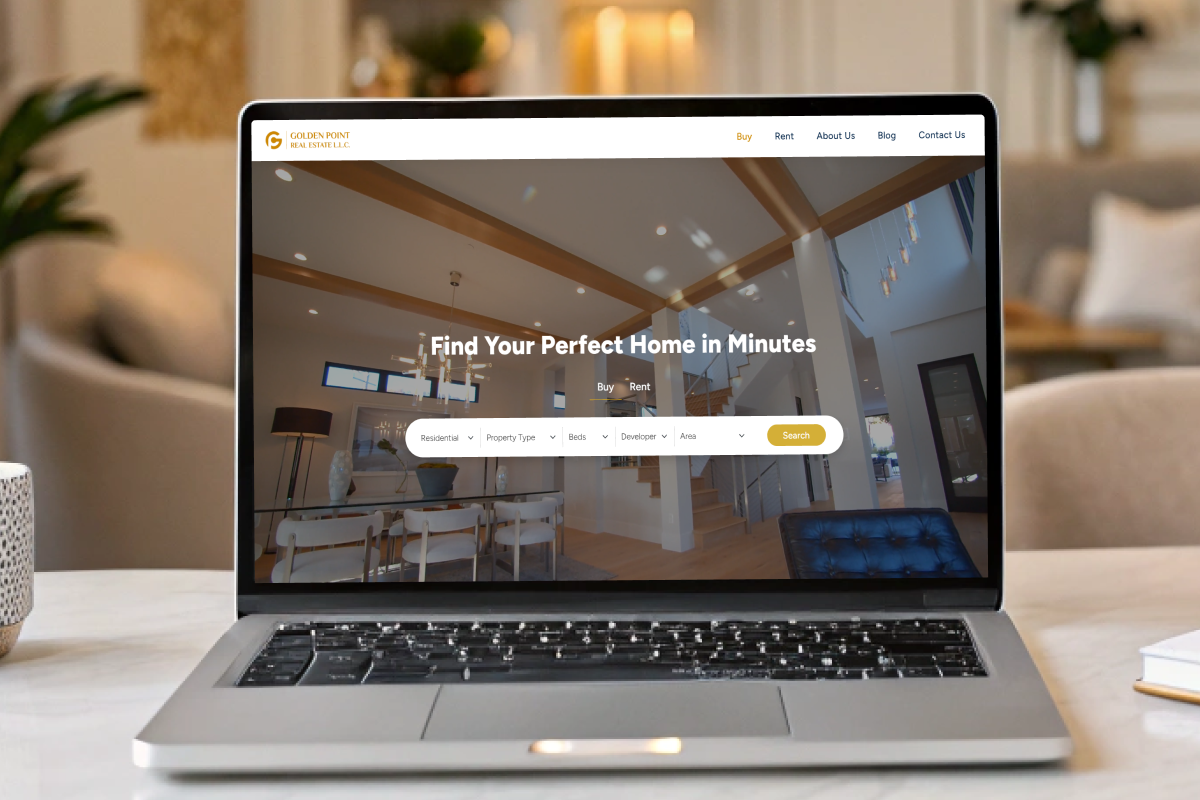 GOLDEN POINT
REAL ESTATE L.L.C.
Buy Rent About Us Blog Contact Us
Find Your Perfect Home in Minutes
Buy Rent
Residential Property Type Beds Developer Area Search